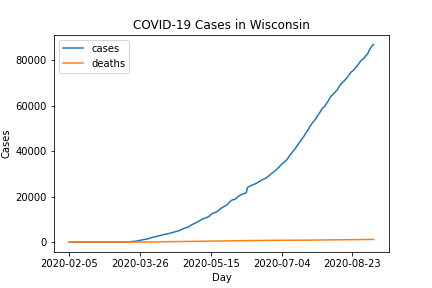 COVID-19 Cases in Wisconsin
cases
deaths
80000
60000
40000
20000
0
Cases
2020-02-05 2020-03-26 2020-05-15 2020-07-04 2020-08-23
Day